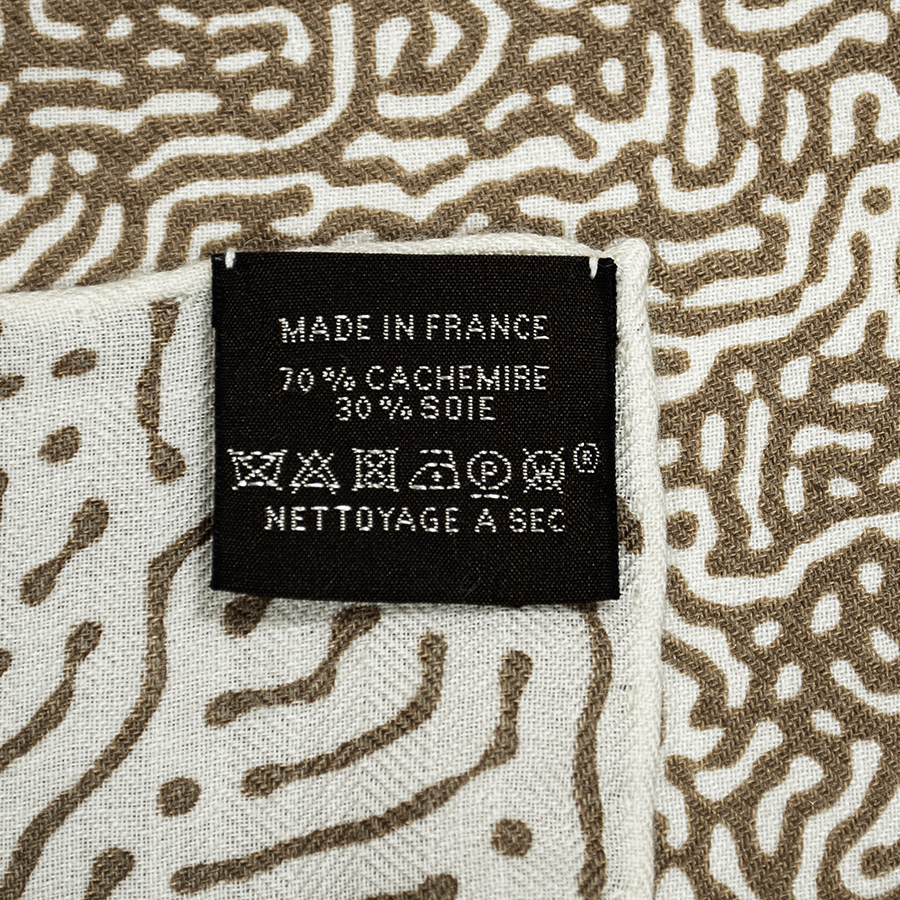 MADE IN FRANCE
70% CACHEMIRE
30% SOIE
P ®
NETTOYAGE A SEC